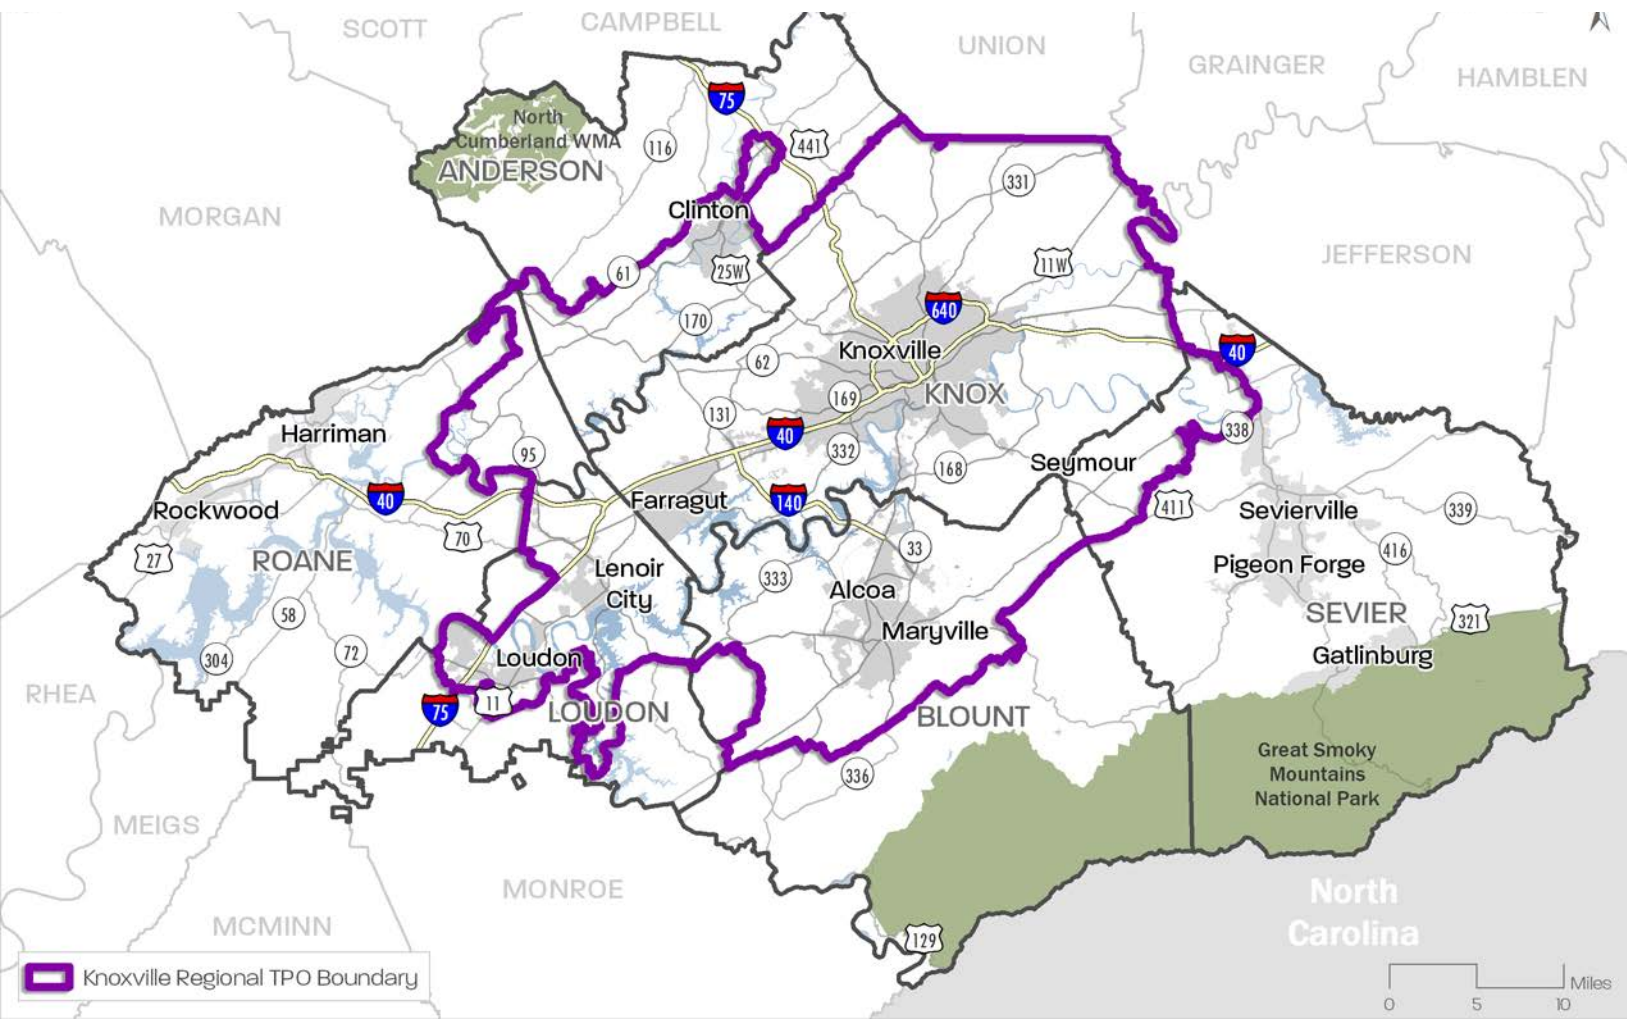 SCOTT
CAMPBELL
UNION
GRAINGER
HAMBLEN
75
North
Cumberland WMA
116
441
ANDERSON
331
MORGAN
Clinton
JEFFERSON
61
25W
11W
640
170
Knoxville
40
62
KNOX
169
131
40
Harriman
332
338
95
168
Seymour
40
Farragut
140
411
Rockwood
Sevierville
339
70
33
27
ROANE
416
Pigeon Forge
Lenoir
City
333
Alcoa
58
SEVIER
321
Maryville
72
304
Loudon
Gatlinburg
RHEA
11
75
LOUDON
BLOUNT
336
Great Smoky
Mountains
National Park
MEIGS
MONROE
North
Carolina
MCMINN
129
Knoxville Regional TPO Boundary
Miles
0 5 10